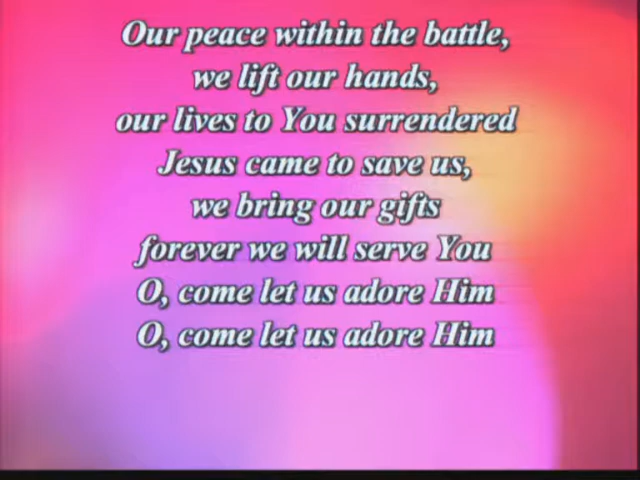 Our peace within the battle,
we lift our hands,
our lives to You surrendered
Jesus came to save us,
we bring our gifts
forever we will serve You
O, come let us adore Him
O, come let us adore Him